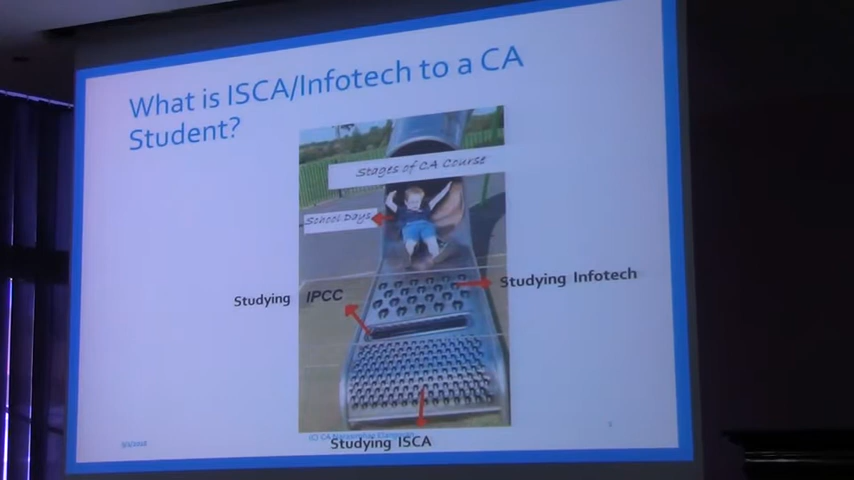 What is ISCA/Infotech to a CA
Student?
Stages of CA Course
School Days
Studying Infotech
Studying IPCC
Studying ISCA